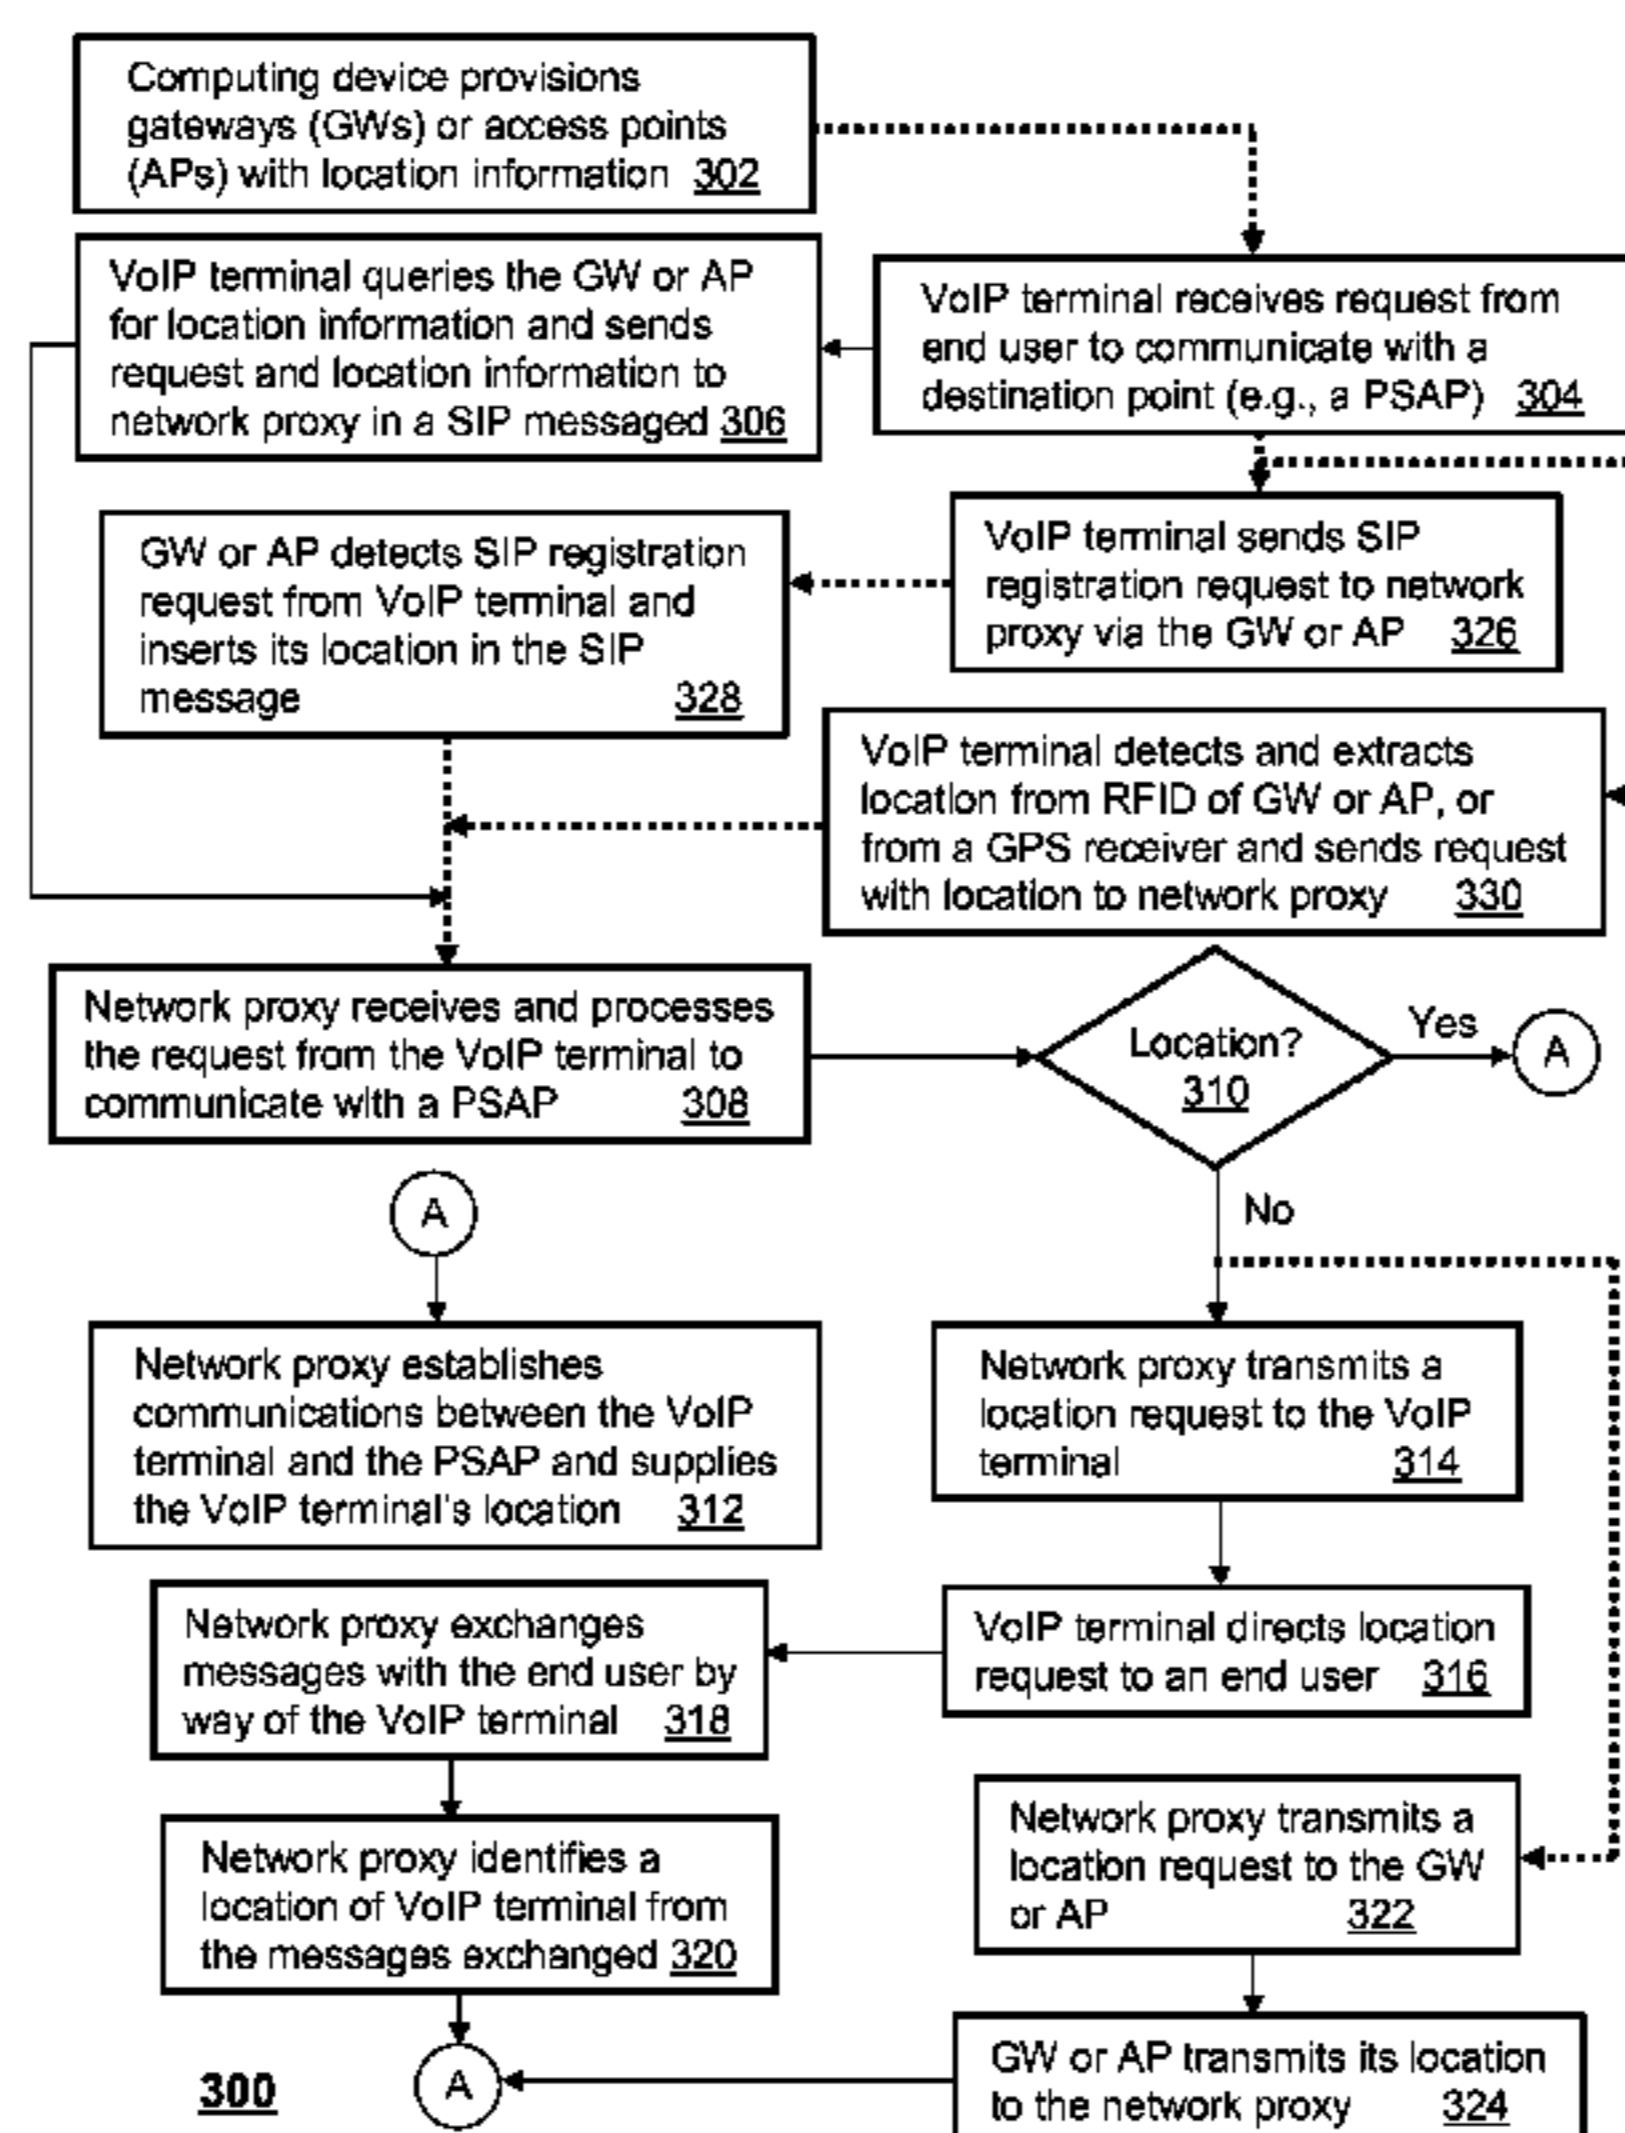 Computing device provisions
gateways (GWs) or access points
(APs) with location information 302
VoIP terminal queries the GW or AP
for location information and sends
request and location information to
network proxy in a SIP messaged 306
VoIP terminal receives request from
end user to communicate with a
destination point (e.g., a PSAP) 304
GW or AP detects SIP registration
request from VoIP terminal and
inserts its location in the SIP
message 328
VoIP terminal sends SIP
registration request to network
proxy via the GW or AP 326
VoIP terminal detects and extracts
location from RFID of GW or AP, or
from a GPS receiver and sends request
with location to network proxy 330
Network proxy receives and processes
the request from the VoIP terminal to
communicate with a PSAP 308
Location?
310
Yes
A
No
A
Network proxy establishes
communications between the VoIP
terminal and the PSAP and supplies
the VoIP terminal's location 312
Network proxy transmits a
location request to the VoIP
terminal 314
Network proxy exchanges
messages with the end user by
way of the VoIP terminal 318
VoIP terminal directs location
request to an end user 316
Network proxy identifies a
location of VoIP terminal from
the messages exchanged 320
Network proxy transmits a
location request to the GW
or AP 322
A
GW or AP transmits its location
to the network proxy 324
300